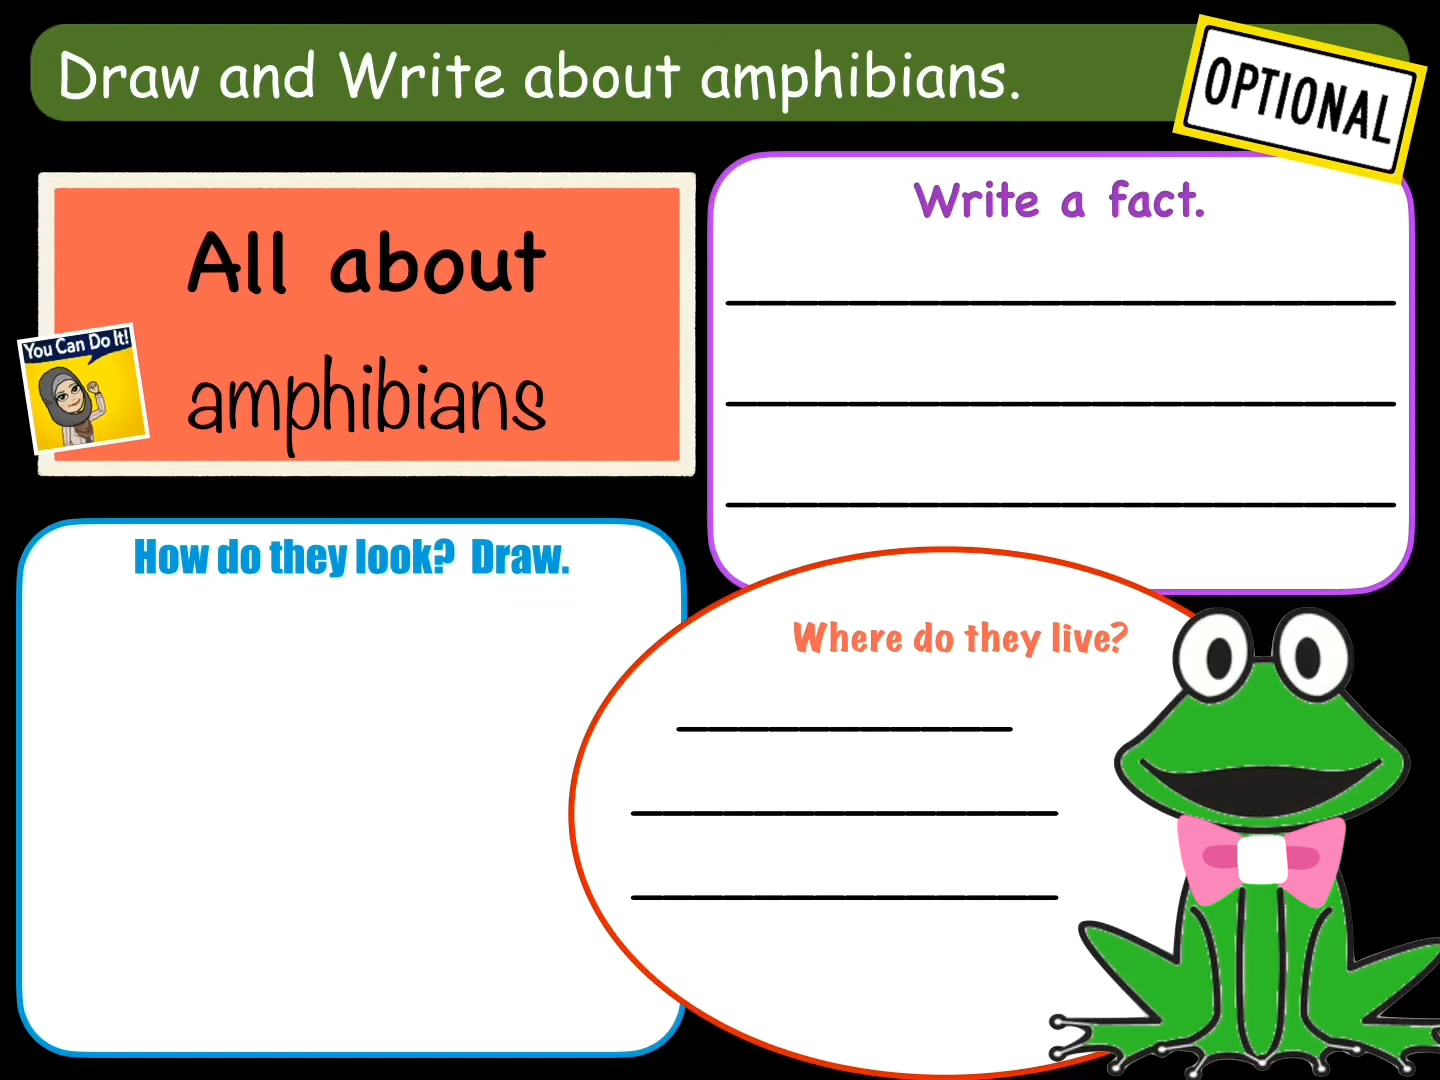 Draw and Write about amphibians.
OPTIONAL
All about
amphibians
You Can Do It!
Write a fact.
How do they look? Draw.
Where do they live?